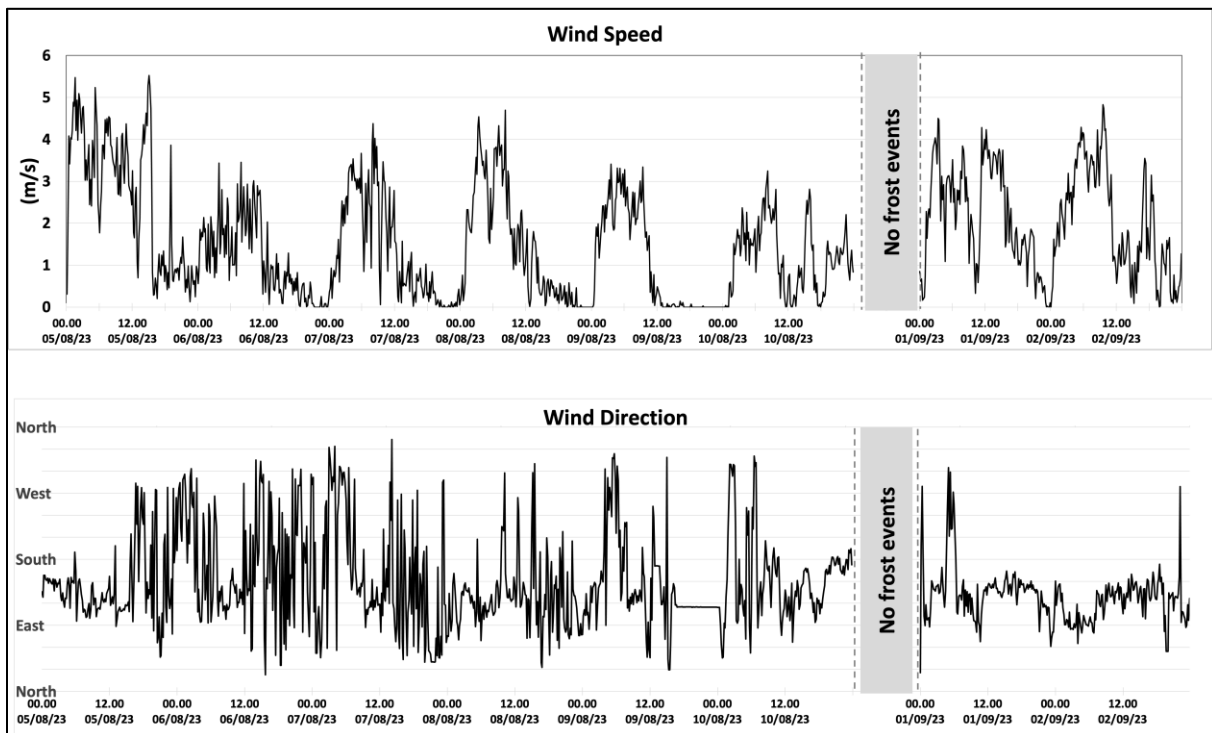 Wind Speed
6
5
4
3
2
1
0
(m/s)
No frost events
00.00 12.00 00.00 12.00 00.00 12.00 00.00 12.00 00.00 12.00 00.00 12.00 00.00 12.00 00.00 12.00
05/08/23 05/08/23 06/08/23 06/08/23 07/08/23 07/08/23 08/08/23 08/08/23 09/08/23 09/08/23 10/08/23 10/08/23 01/09/23 01/09/23 02/09/23 02/09/23
Wind Direction
North
West
South
East
North
No frost events
00.00 12.00 00.00 12.00 00.00 12.00 00.00 12.00 00.00 12.00 00.00 12.00 00.00 12.00 00.00 12.00
05/08/23 05/08/23 06/08/23 06/08/23 07/08/23 07/08/23 08/08/23 08/08/23 09/08/23 09/08/23 10/08/23 10/08/23 01/09/23 01/09/23 02/09/23 02/09/23